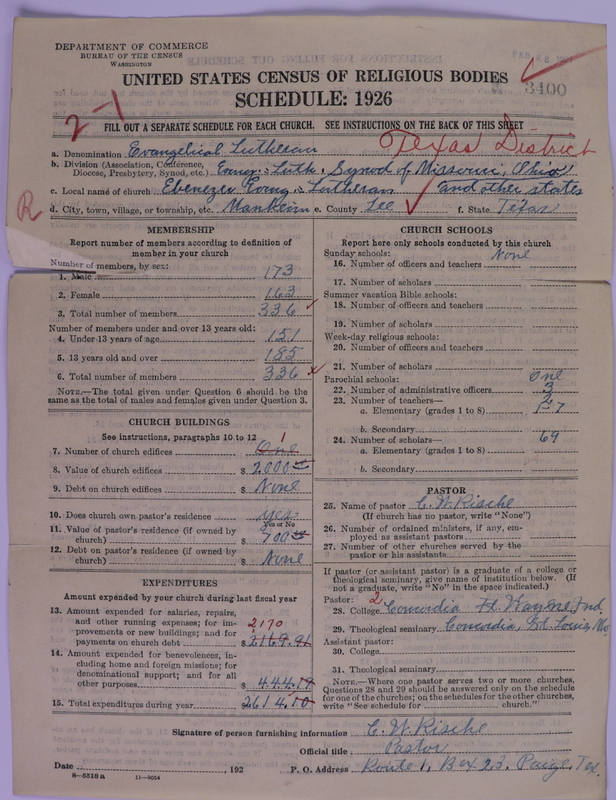 DEPARTMENT OF COMMERCE
BUREAU OF THE CENSUS
WASHINGTON
UNITED STATES CENSUS OF RELIGIOUS BODIES
SCHEDULE: 1926
3400
2-1
FILL OUT A SEPARATE SCHEDULE FOR EACH CHURCH. SEE INSTRUCTIONS ON THE BACK OF THIS SHEET
Texas District
a. Denomination Evangelical Lutheran
b. Division (Association, Conference, Diocese, Presbytery, Synod, etc.) Evang. Luth. Synod of Missouri, Ohio
c. Local name of church Ebenezer Evang. Lutheran and other states
R
d. City, town, village, or township, etc. Manheim e. County Lee f. State Texas
MEMBERSHIP
Report number of members according to definition of
member in your church
Number of members, by sex:
1. Male 173
2. Female 163
3. Total number of members 336
Number of members under and over 13 years old:
4. Under 13 years of age 151
5. 13 years old and over 185
6. Total number of members 336
NOTE.—The total given under Question 6 should be the
same as the total of males and females given under Question 3.
CHURCH BUILDINGS
See instructions, paragraphs 10 to 12
7. Number of church edifices One 1
8. Value of church edifices $ 2,000
9. Debt on church edifices $ None
10. Does church own pastor's residence yes
Yes or No
11. Value of pastor's residence (if owned by
church) $ 700
12. Debt on pastor's residence (if owned by
church) $ None
EXPENDITURES
Amount expended by your church during last fiscal year
13. Amount expended for salaries, repairs,
and other running expenses; for im-
provements or new buildings; and for
payments on church debt $ 2169.91
2170
14. Amount expended for benevolences, in-
cluding home and foreign missions; for
denominational support; and for all
other purposes $ 444.19
15. Total expenditures during year 2614.10
CHURCH SCHOOLS
Report here only schools conducted by this church
Sunday schools: None
16. Number of officers and teachers
17. Number of scholars
Summer vacation Bible schools:
18. Number of officers and teachers
19. Number of scholars
Week-day religious schools:
20. Number of officers and teachers
21. Number of scholars
Parochial schools: One
22. Number of administrative officers 3
23. Number of teachers—
a. Elementary (grades 1 to 8)
b. Secondary
24. Number of scholars— 69
a. Elementary (grades 1 to 8)
b. Secondary
PASTOR
25. Name of pastor C. W. Rische
(If church has no pastor, write "None")
26. Number of ordained ministers, if any, em-
ployed as assistant pastors
27. Number of other churches served by the
pastor or his assistants
If pastor (or assistant pastor) is a graduate of a college or
theological seminary, give name of institution below. (If
not a graduate, write "No" in the space indicated.)
Pastor: 2
28. College Concordia Ft. Wayne, Ind
29. Theological seminary Concordia, St. Louis, Mo
Assistant pastor:
30. College
31. Theological seminary
NOTE.—Where one pastor serves two or more churches,
Questions 28 and 29 should be answered only on the schedule
for one of the churches; on the schedules for the other churches,
write "See schedule for church."
Signature of person furnishing information C. W. Rische
Official title Pastor
Date , 192 P. O. Address Route 1, Box 23. Paige, Tex.
8—5518a 11—9054